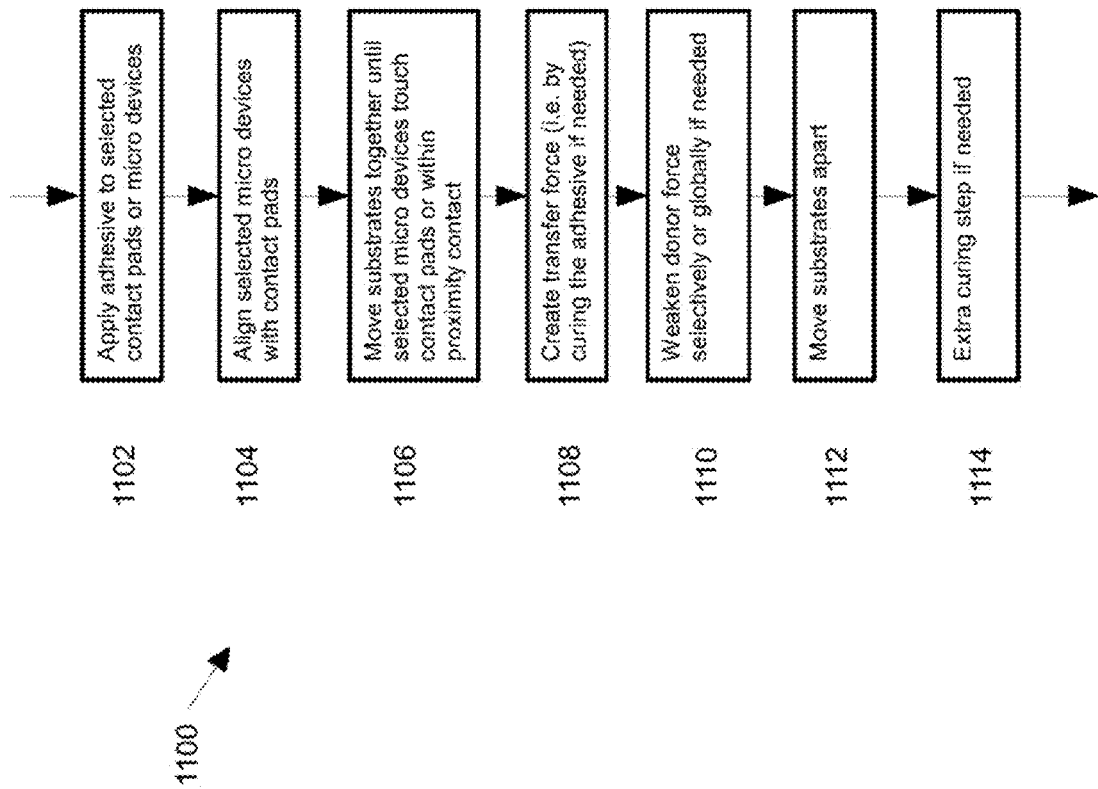 1100
1102
Apply adhesive to selected
contact pads or micro devices
1104
Align selected micro devices
with contact pads
1106
Move substrates together until
selected micro devices touch
contact pads or within
proximity contact
1108
Create transfer force (i.e. by
curing the adhesive if needed)
1110
Weaken donor force
selectively or globally if needed
1112
Move substrates apart
1114
Extra curing step if needed